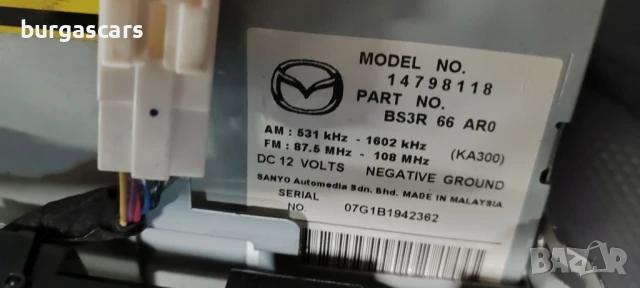 burgascars
MODEL NO.
14798118
PART NO.
BS3R 66 AR0
AM : 531 kHz - 1602 kHz
FM : 87.5 MHz - 108 MHz (KA300)
DC 12 VOLTS NEGATIVE GROUND
SANYO Automedia Sdn. Bhd. MADE IN MALAYSIA
SERIAL
NO. 07G1B1942362
BAZAR